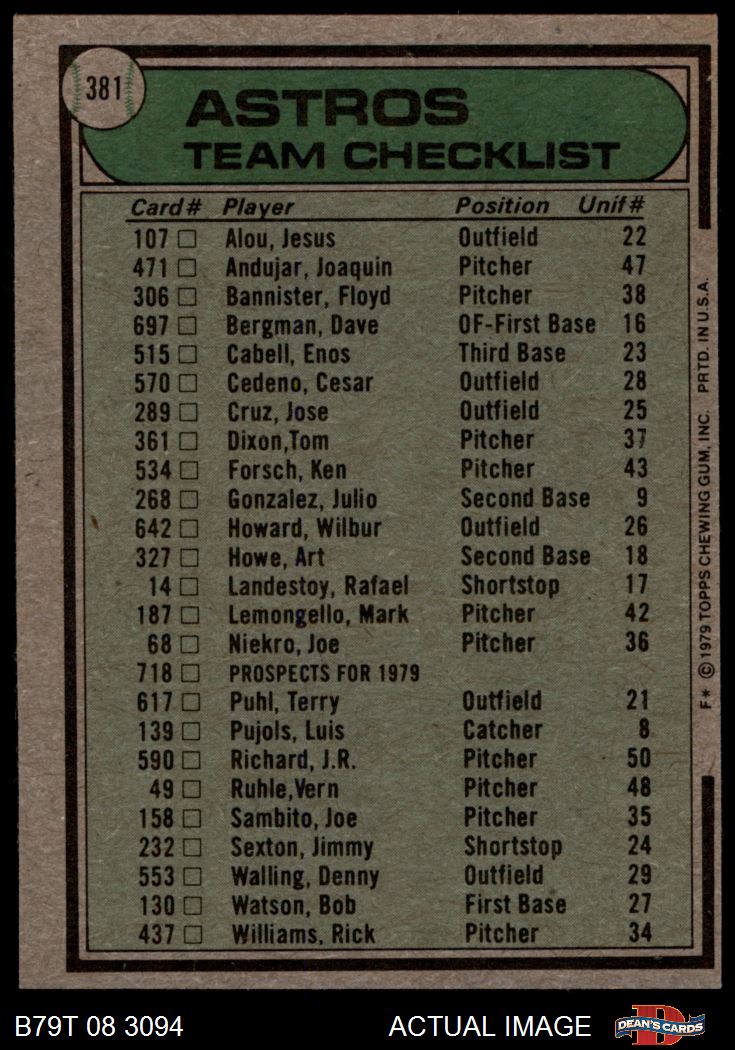 381
ASTROS
TEAM CHECKLIST
Card# Player Position Unif#
107 Alou, Jesus Outfield 22
471 Andujar, Joaquin Pitcher 47
306 Bannister, Floyd Pitcher 38
697 Bergman, Dave OF-First Base 16
515 Cabell, Enos Third Base 23
570 Cedeno, Cesar Outfield 28
289 Cruz, Jose Outfield 25
361 Dixon,Tom Pitcher 37
534 Forsch, Ken Pitcher 43
268 Gonzalez, Julio Second Base 9
642 Howard, Wilbur Outfield 26
327 Howe, Art Second Base 18
14 Landestoy, Rafael Shortstop 17
187 Lemongello, Mark Pitcher 42
68 Niekro, Joe Pitcher 36
718 PROSPECTS FOR 1979
617 Puhl, Terry Outfield 21
139 Pujols, Luis Catcher 8
590 Richard, J.R. Pitcher 50
49 Ruhle,Vern Pitcher 48
158 Sambito, Joe Pitcher 35
232 Sexton, Jimmy Shortstop 24
553 Walling, Denny Outfield 29
130 Watson, Bob First Base 27
437 Williams, Rick Pitcher 34
F* © 1979 TOPPS CHEWING GUM, INC. PRTD. IN U.S.A.
B79T 08 3094 ACTUAL IMAGE
DEAN'S CARDS